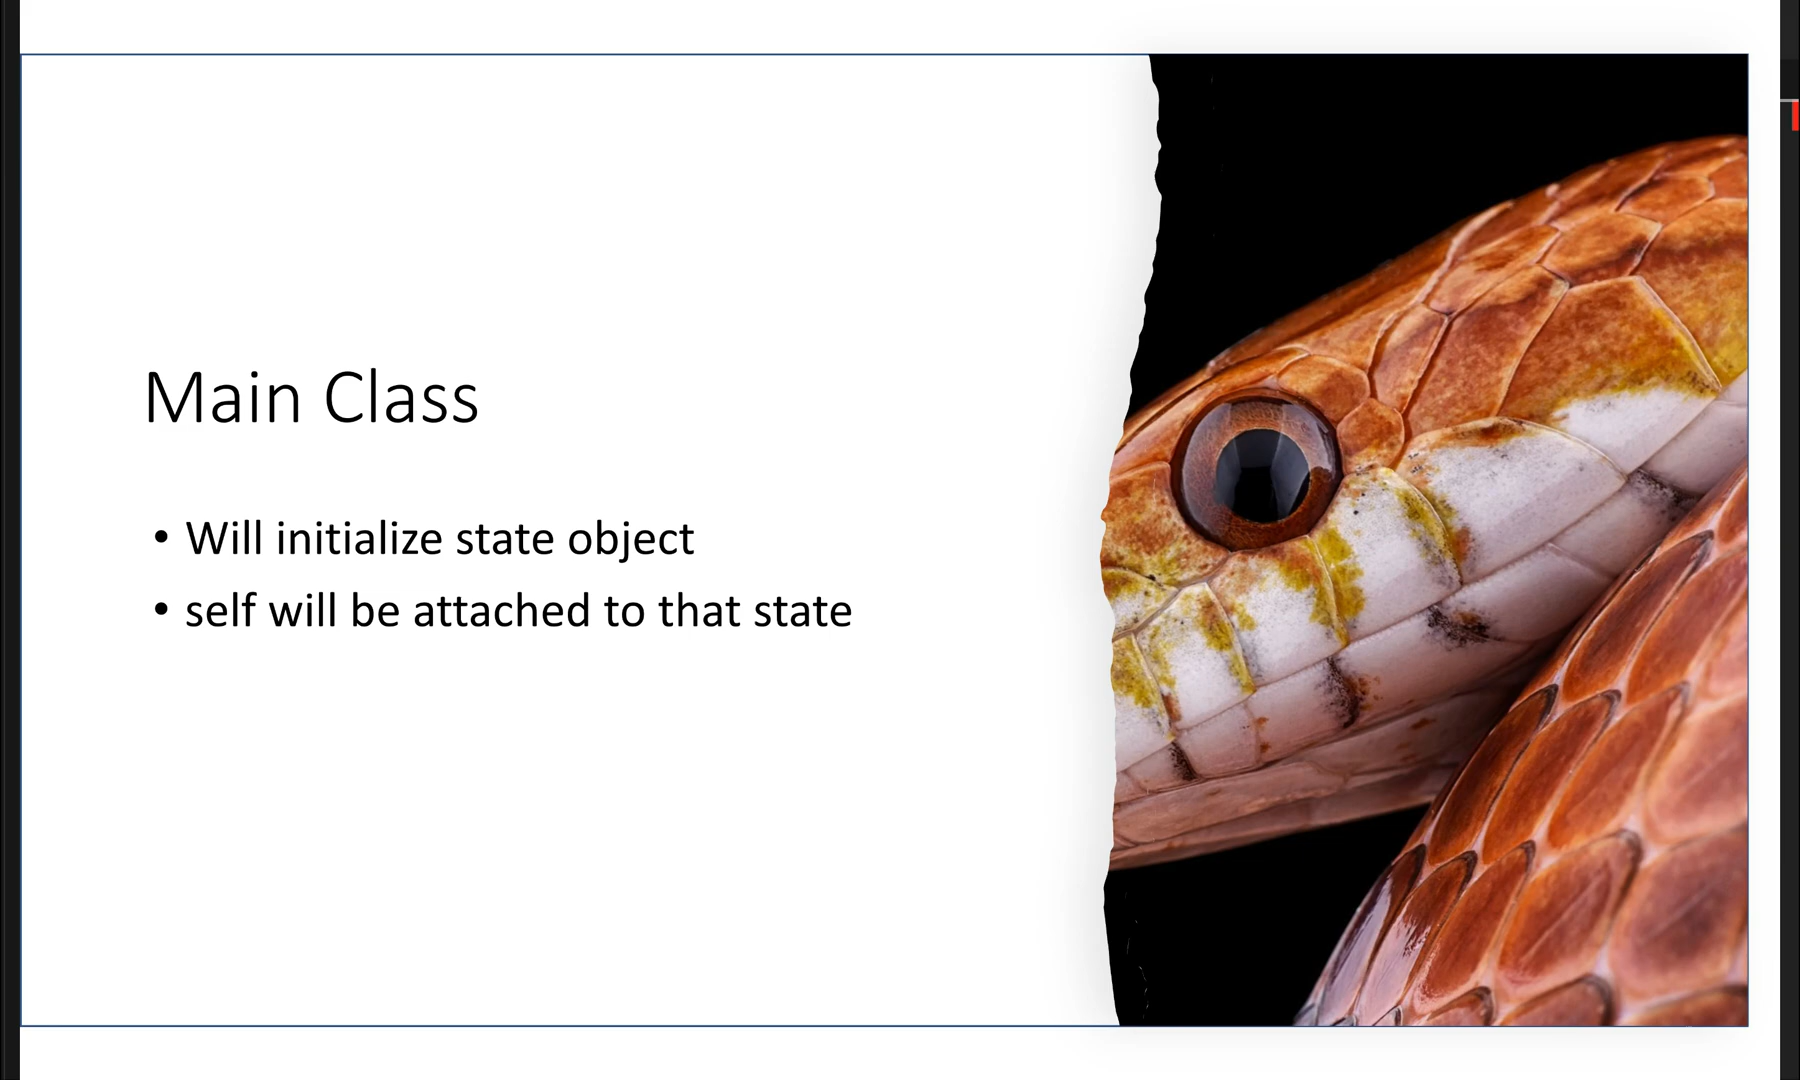 Main Class
• Will initialize state object
• self will be attached to that state